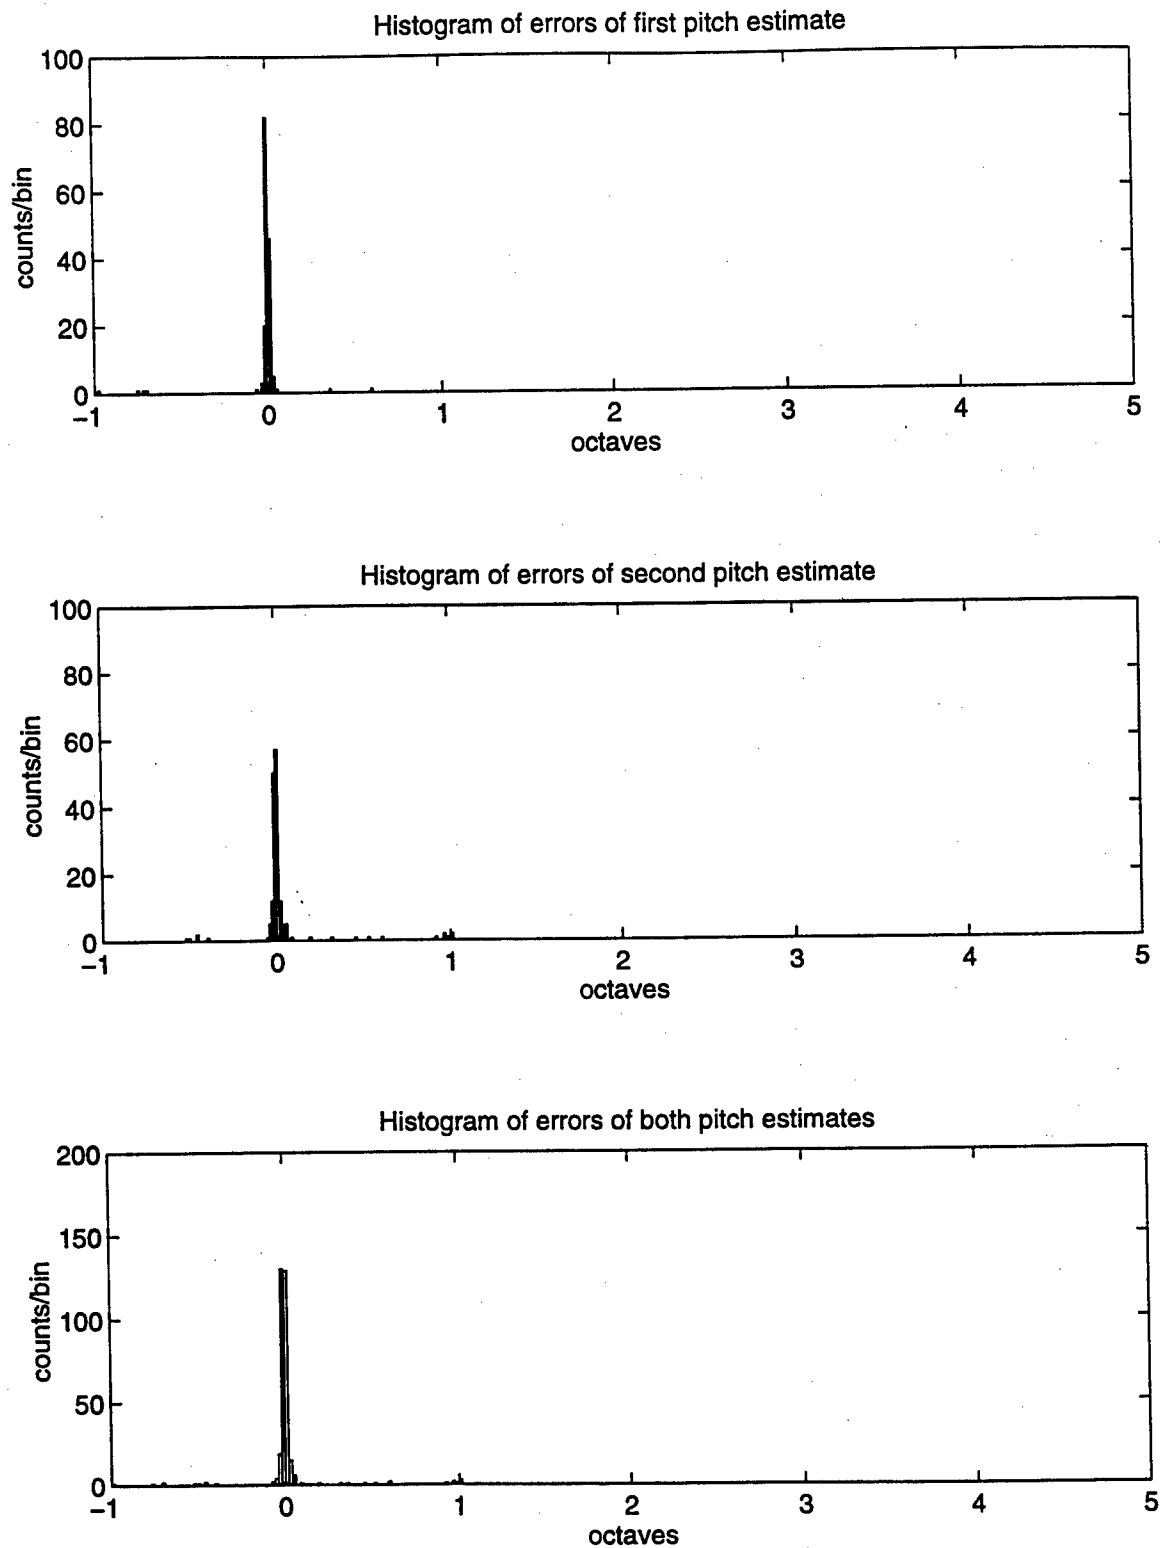 Histogram of errors of first pitch estimate
100
80
60
40
20
0
counts/bin
−1 0 1 2 3 4 5
octaves
Histogram of errors of second pitch estimate
100
80
60
40
20
0
counts/bin
−1 0 1 2 3 4 5
octaves
Histogram of errors of both pitch estimates
200
150
100
50
0
counts/bin
−1 0 1 2 3 4 5
octaves